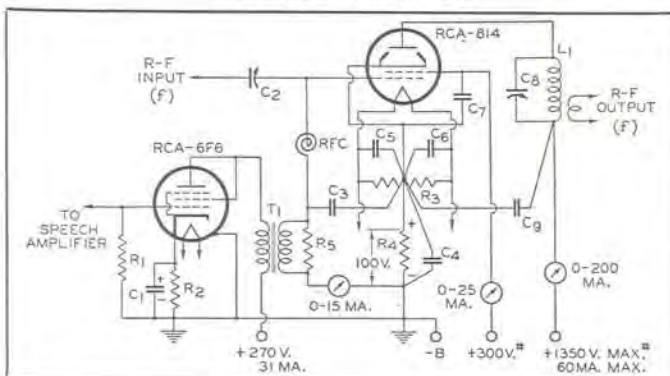 RCA-814
R-F
INPUT
(f)
C2
C7
C8
L1
R-F
OUTPUT
(f)
RCA-6F6
RFC
C5
C6
C3
R3
C9
TO
SPEECH
AMPLIFIER
T1
R5
R4
100V.
C4
R1
C1
R2
+
-
+
-
0-15 MA.
0-25
MA.
0-200
MA.
+270V.
31 MA.
-B
+300V.#
+1350 V. MAX.#
60MA. MAX.